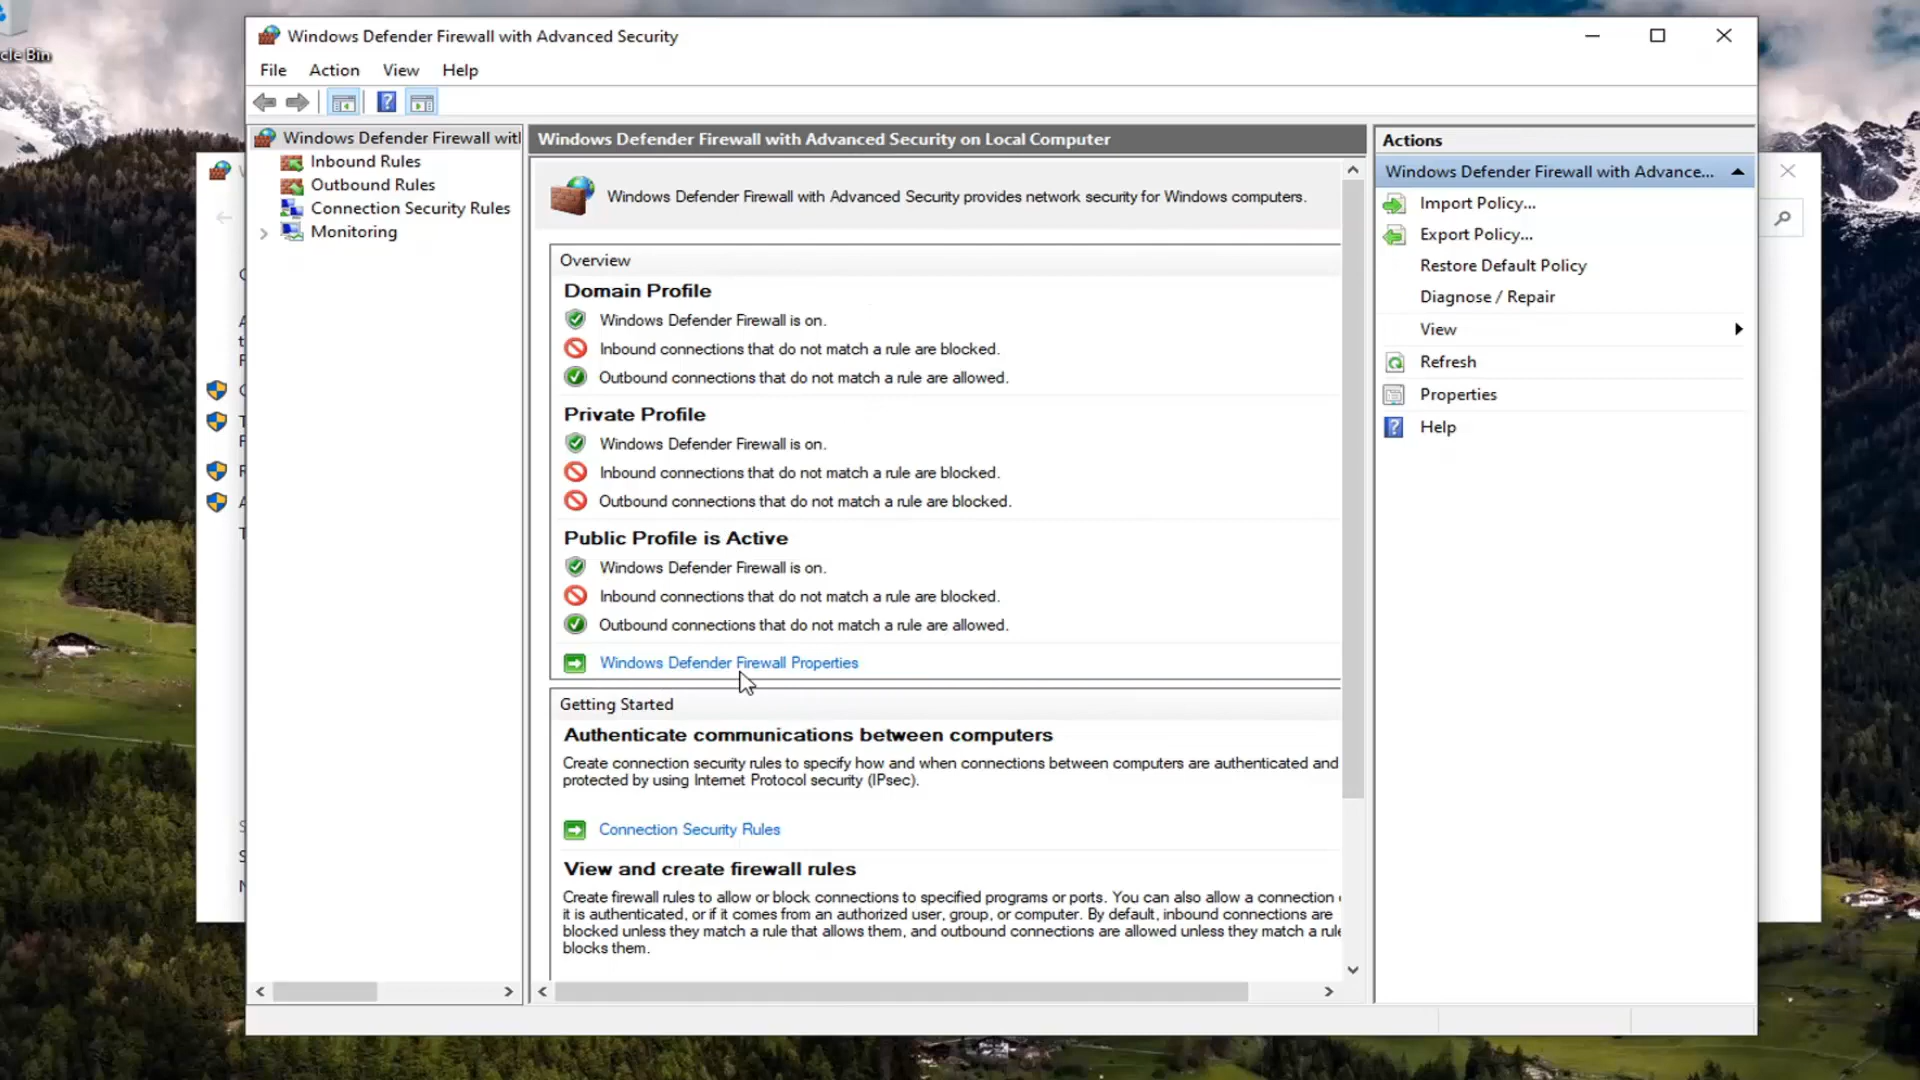 cle Bin
Windows Defender Firewall with Advanced Security
File Action View Help
Windows Defender Firewall with
Inbound Rules
Outbound Rules
Connection Security Rules
Monitoring
Windows Defender Firewall with Advanced Security on Local Computer
Windows Defender Firewall with Advanced Security provides network security for Windows computers.
Overview
Domain Profile
Windows Defender Firewall is on.
Inbound connections that do not match a rule are blocked.
Outbound connections that do not match a rule are allowed.
Private Profile
Windows Defender Firewall is on.
Inbound connections that do not match a rule are blocked.
Outbound connections that do not match a rule are blocked.
Public Profile is Active
Windows Defender Firewall is on.
Inbound connections that do not match a rule are blocked.
Outbound connections that do not match a rule are allowed.
Windows Defender Firewall Properties
Getting Started
Authenticate communications between computers
Create connection security rules to specify how and when connections between computers are authenticated and
protected by using Internet Protocol security (IPsec).
Connection Security Rules
View and create firewall rules
Create firewall rules to allow or block connections to specified programs or ports. You can also allow a connection
it is authenticated, or if it comes from an authorized user, group, or computer. By default, inbound connections are
blocked unless they match a rule that allows them, and outbound connections are allowed unless they match a rule
blocks them.
Actions
Windows Defender Firewall with Advance...
Import Policy...
Export Policy...
Restore Default Policy
Diagnose / Repair
View
Refresh
Properties
Help